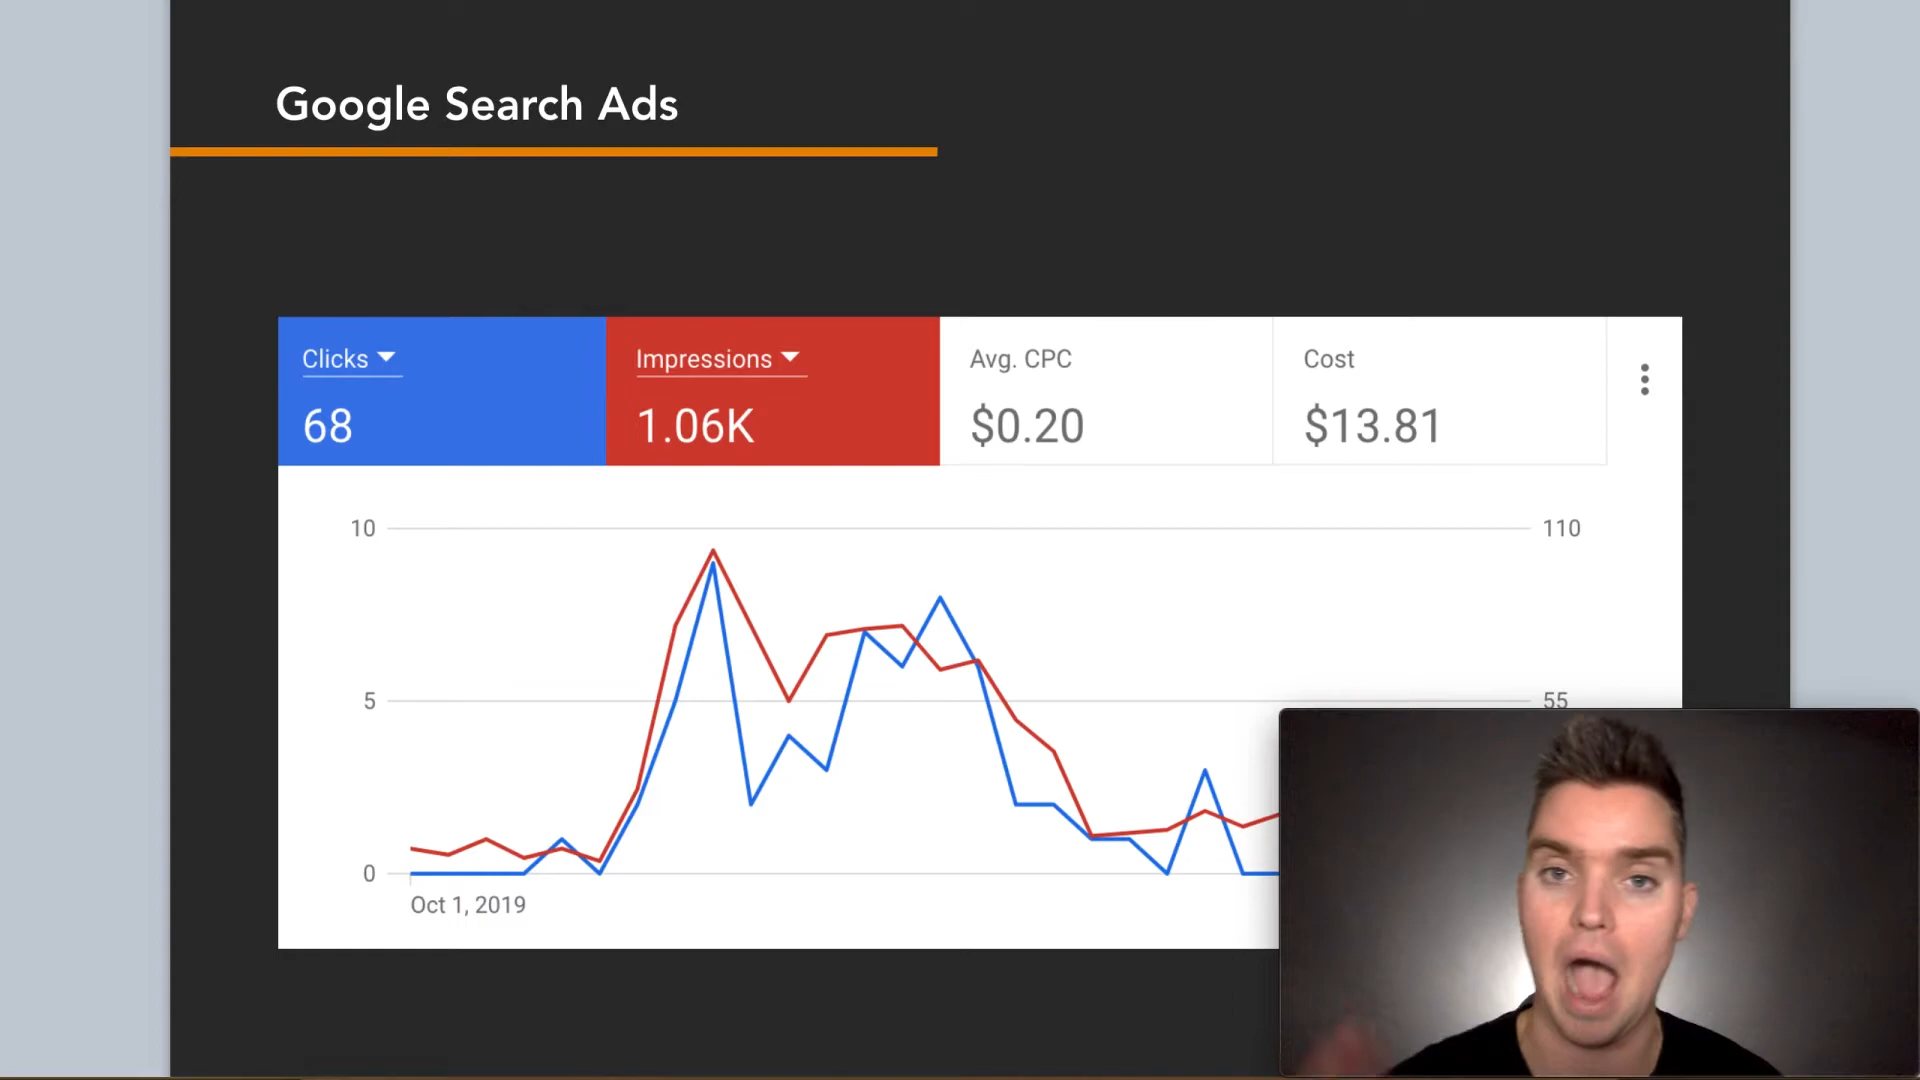 Google Search Ads
Clicks Impressions Avg. CPC Cost
68 1.06K $0.20 $13.81
10 110
5 55
0
Oct 1, 2019